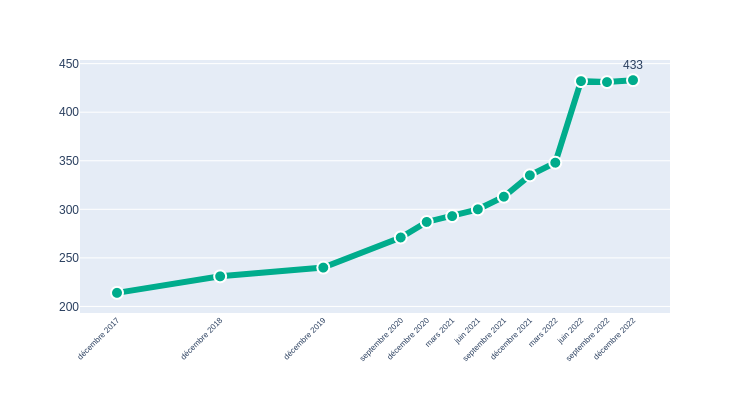 450
433
400
350
300
250
200
décembre 2017
décembre 2018
décembre 2019
septembre 2020
décembre 2020
mars 2021
juin 2021
septembre 2021
décembre 2021
mars 2022
juin 2022
septembre 2022
décembre 2022